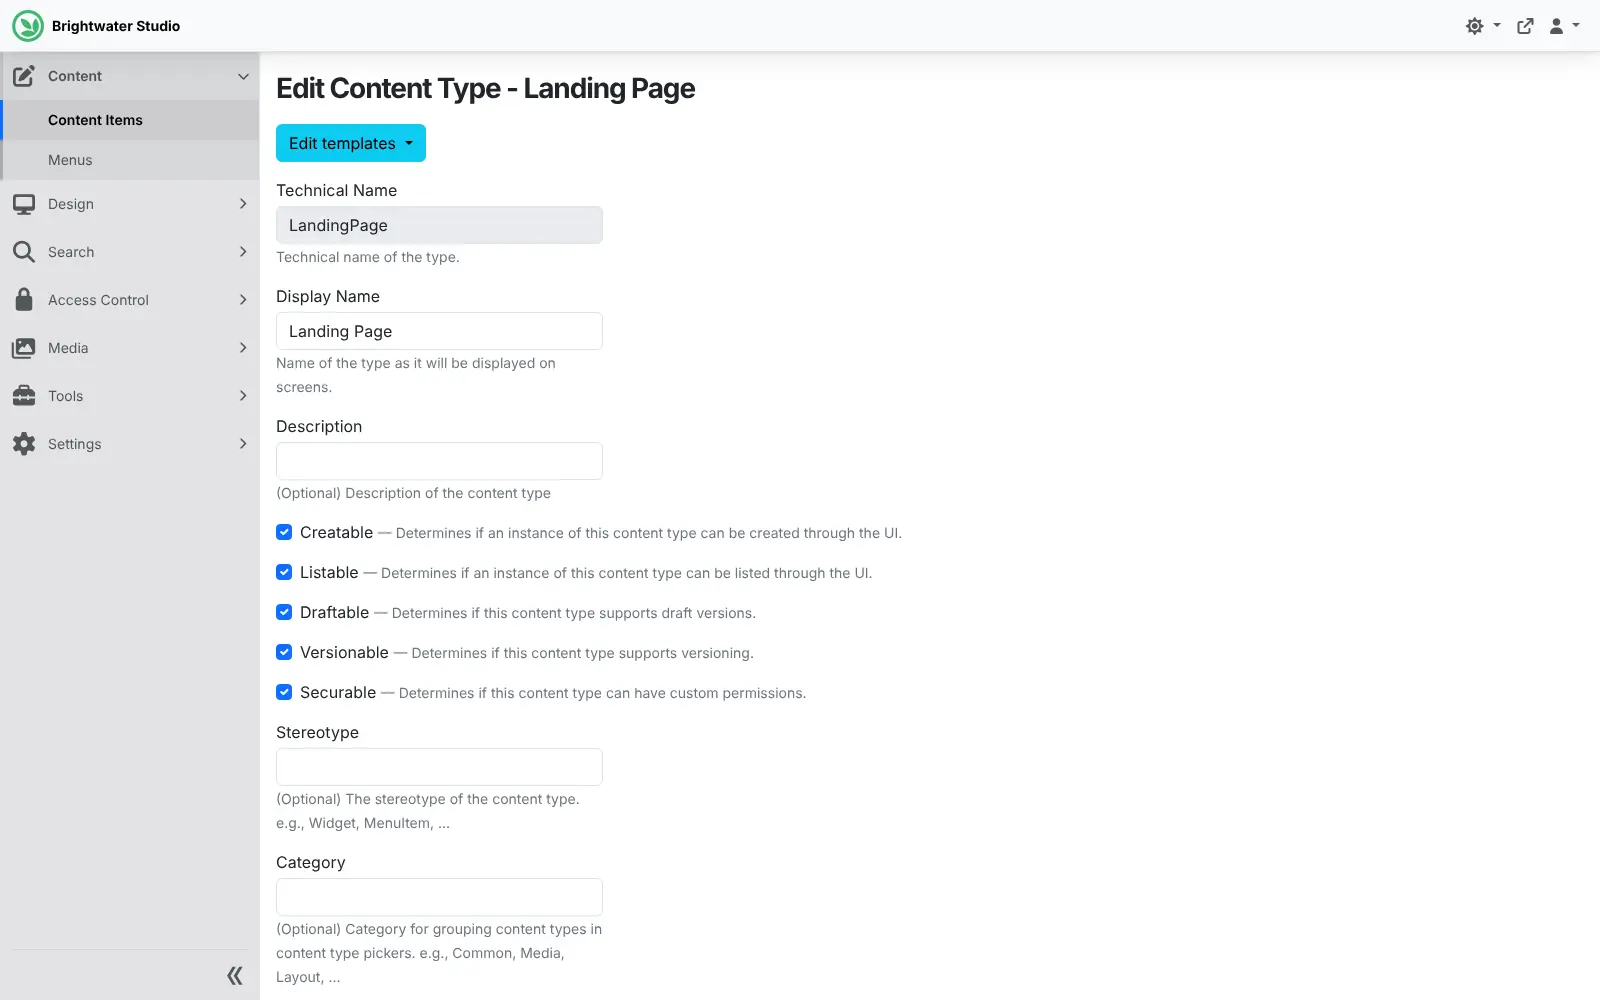 Brightwater Studio
Content
Content Items
Menus
Design
Search
Access Control
Media
Tools
Settings
Edit Content Type - Landing Page
Edit templates
Technical Name
LandingPage
Technical name of the type.
Display Name
Landing Page
Name of the type as it will be displayed on
screens.
Description
(Optional) Description of the content type
Creatable — Determines if an instance of this content type can be created through the UI.
Listable — Determines if an instance of this content type can be listed through the UI.
Draftable — Determines if this content type supports draft versions.
Versionable — Determines if this content type supports versioning.
Securable — Determines if this content type can have custom permissions.
Stereotype
(Optional) The stereotype of the content type.
e.g., Widget, MenuItem, ...
Category
(Optional) Category for grouping content types in
content type pickers. e.g., Common, Media,
Layout, ...